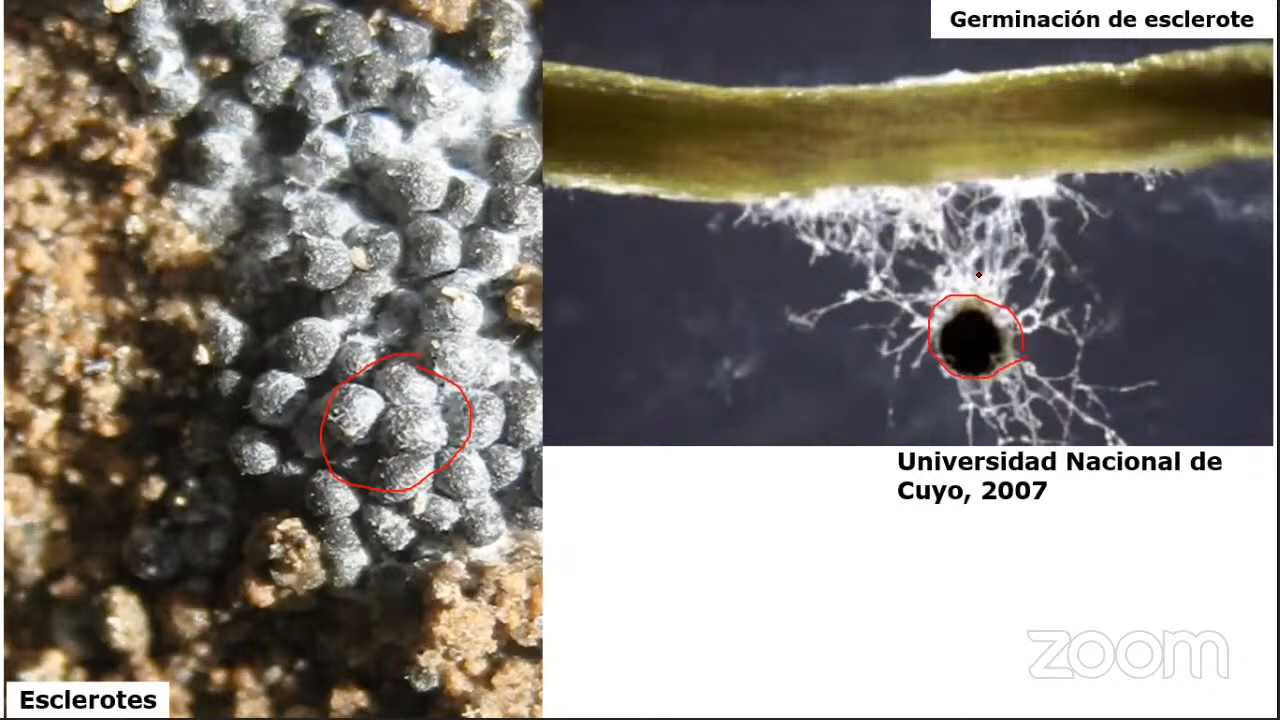 Germinación de esclerote
Universidad Nacional de
Cuyo, 2007
zoom
Esclerotes